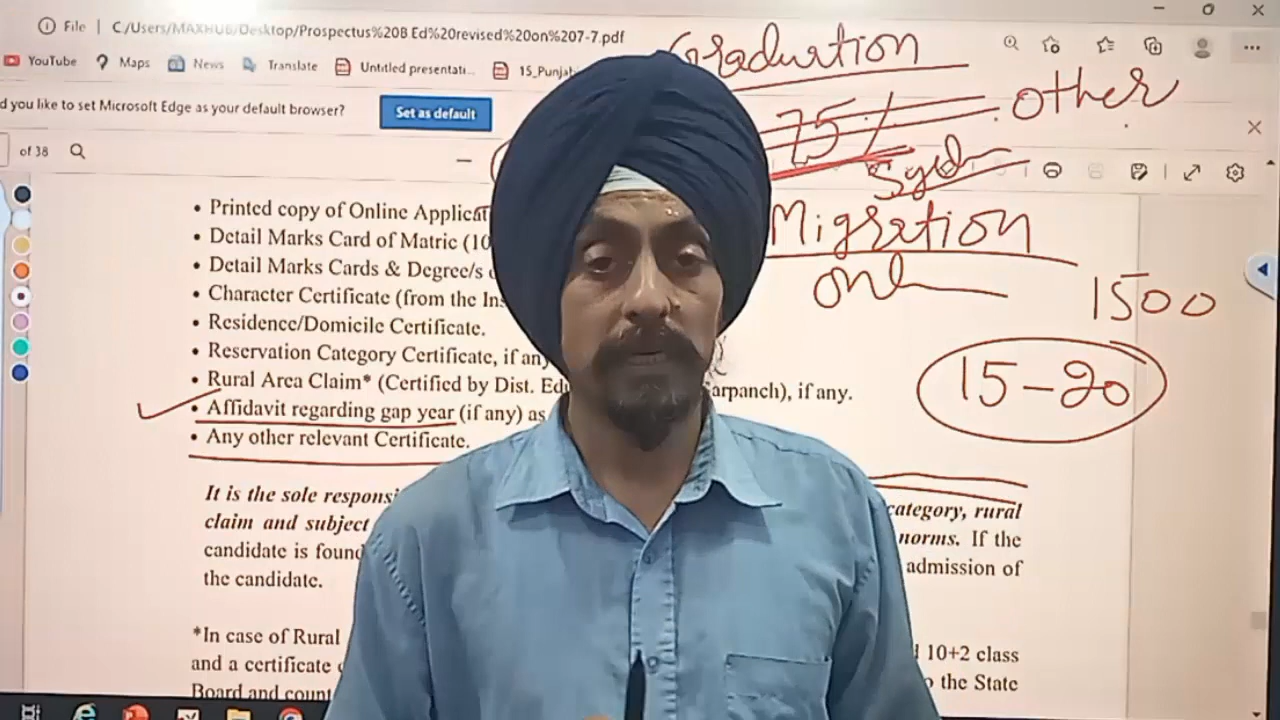 File | C:/Users/MAXHUB/Desktop/Prospectus%20B Ed%20revised%20on%207-7.pdf
YouTube Maps News Translate Untitled presentati... 15_Punjab
d you like to set Microsoft Edge as your default browser? Set as default
of 38
Graduation
75% other
Migration
1500
15-20
• Printed copy of Online Applicat
• Detail Marks Card of Matric (10
• Detail Marks Cards & Degree/s
• Character Certificate (from the Ins
• Residence/Domicile Certificate.
• Reservation Category Certificate, if any
• Rural Area Claim* (Certified by Dist. Edu arpanch), if any.
• Affidavit regarding gap year (if any) as
• Any other relevant Certificate.
It is the sole responsi category, rural
claim and subject norms. If the
candidate is found admission of
the candidate.
*In case of Rural 10+2 class
and a certificate the State
Board and count